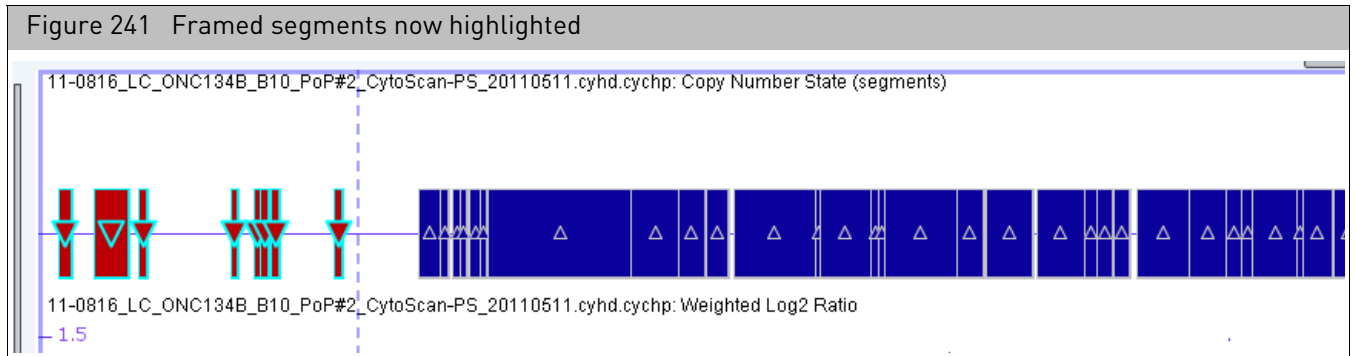 Figure 241 Framed segments now highlighted
11-0816_LC_ONC134B_B10_PoP#2_CytoScan-PS_20110511.cyhd.cychp: Copy Number State (segments)
11-0816_LC_ONC134B_B10_PoP#2_CytoScan-PS_20110511.cyhd.cychp: Weighted Log2 Ratio
1.5